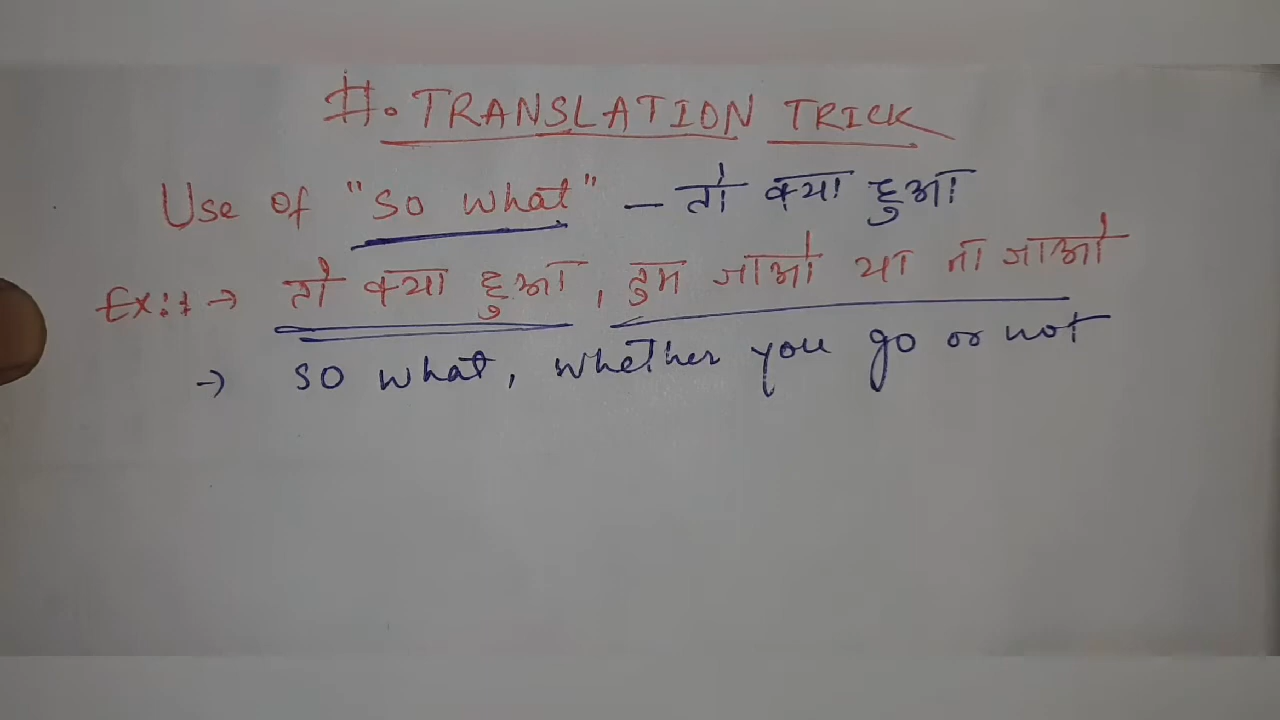 #. TRANSLATION TRICK
Use of "so what" – तो क्या हुआ
Ex:→ तो क्या हुआ, तुम जाओ या ना जाओ
→ so what, whether you go or not